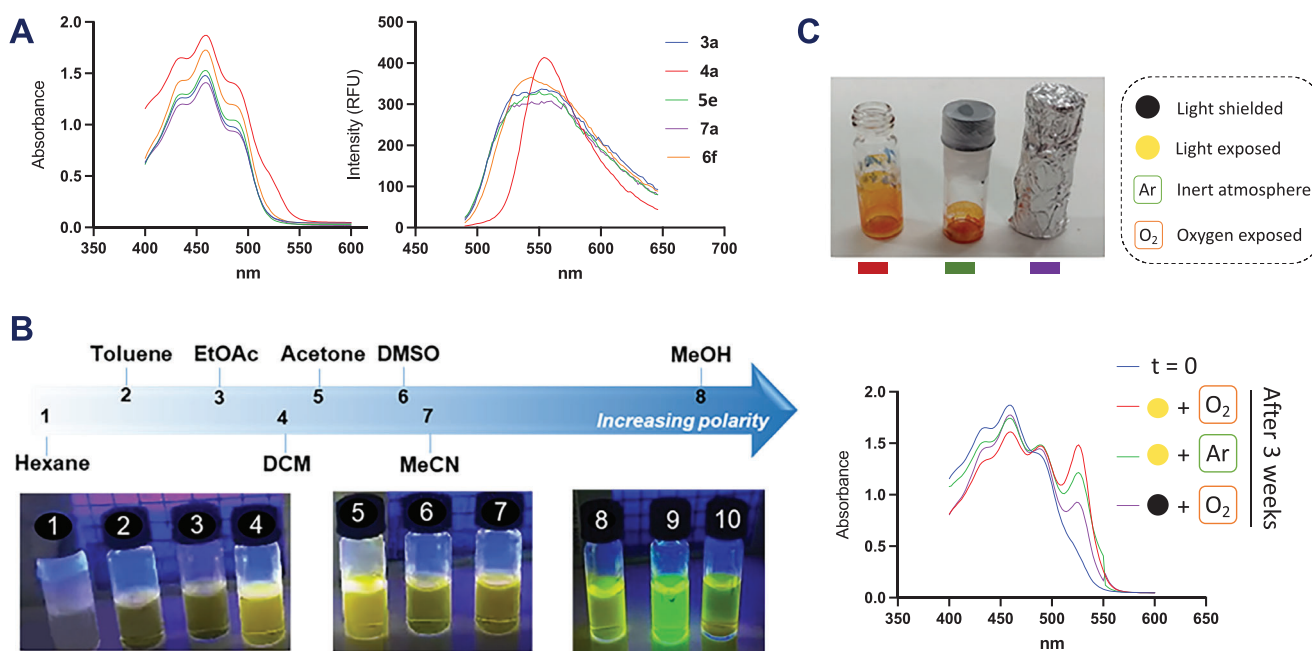 A
2.0
1.5
1.0
0.5
0.0
Absorbance
350 400 450 500 550 600
nm
500
400
300
200
100
0
Intensity (RFU)
450 500 550 600 650 700
nm
3a
4a
5e
7a
6f
C
Light shielded
Light exposed
Ar Inert atmosphere
O2 Oxygen exposed
B
Toluene EtOAc Acetone DMSO MeOH
2 3 5 6 8
1 4 7 Increasing polarity
Hexane DCM MeCN
1 2 3 4
5 6 7
8 9 10
2.0
1.5
1.0
0.5
0.0
Absorbance
350 400 450 500 550 600 650
nm
t = 0
+ O2
+ Ar
+ O2
After 3 weeks